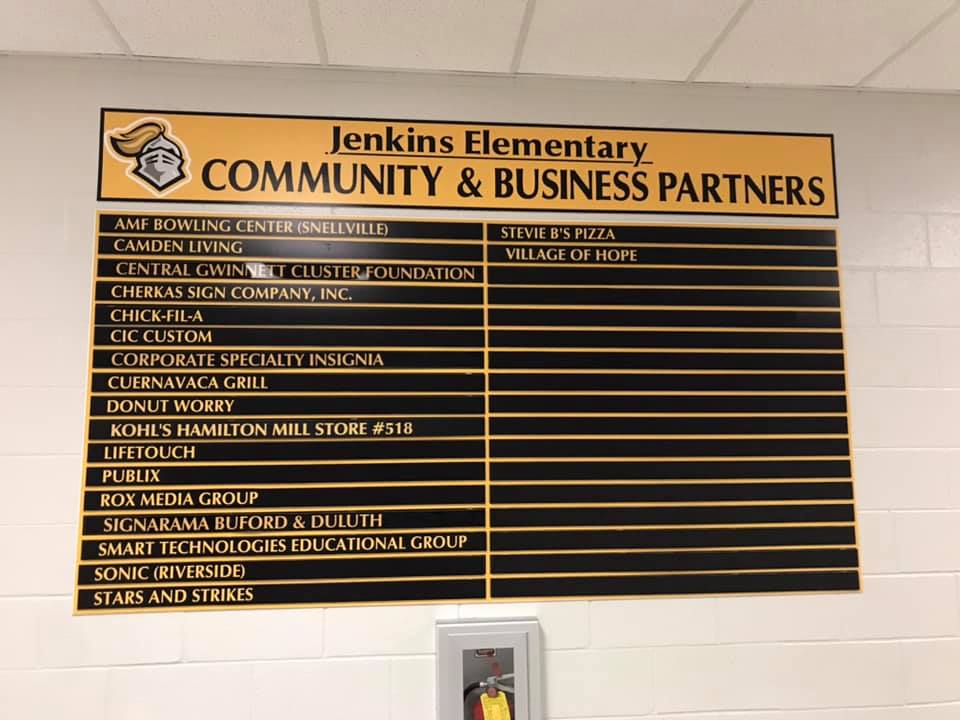 Jenkins Elementary
COMMUNITY & BUSINESS PARTNERS
AMF BOWLING CENTER (SNELLVILLE)
CAMDEN LIVING
CENTRAL GWINNETT CLUSTER FOUNDATION
CHERKAS SIGN COMPANY, INC.
CHICK-FIL-A
CIC CUSTOM
CORPORATE SPECIALTY INSIGNIA
CUERNAVACA GRILL
DONUT WORRY
KOHL'S HAMILTON MILL STORE #518
LIFETOUCH
PUBLIX
ROX MEDIA GROUP
SIGNARAMA BUFORD & DULUTH
SMART TECHNOLOGIES EDUCATIONAL GROUP
SONIC (RIVERSIDE)
STARS AND STRIKES
STEVIE B'S PIZZA
VILLAGE OF HOPE